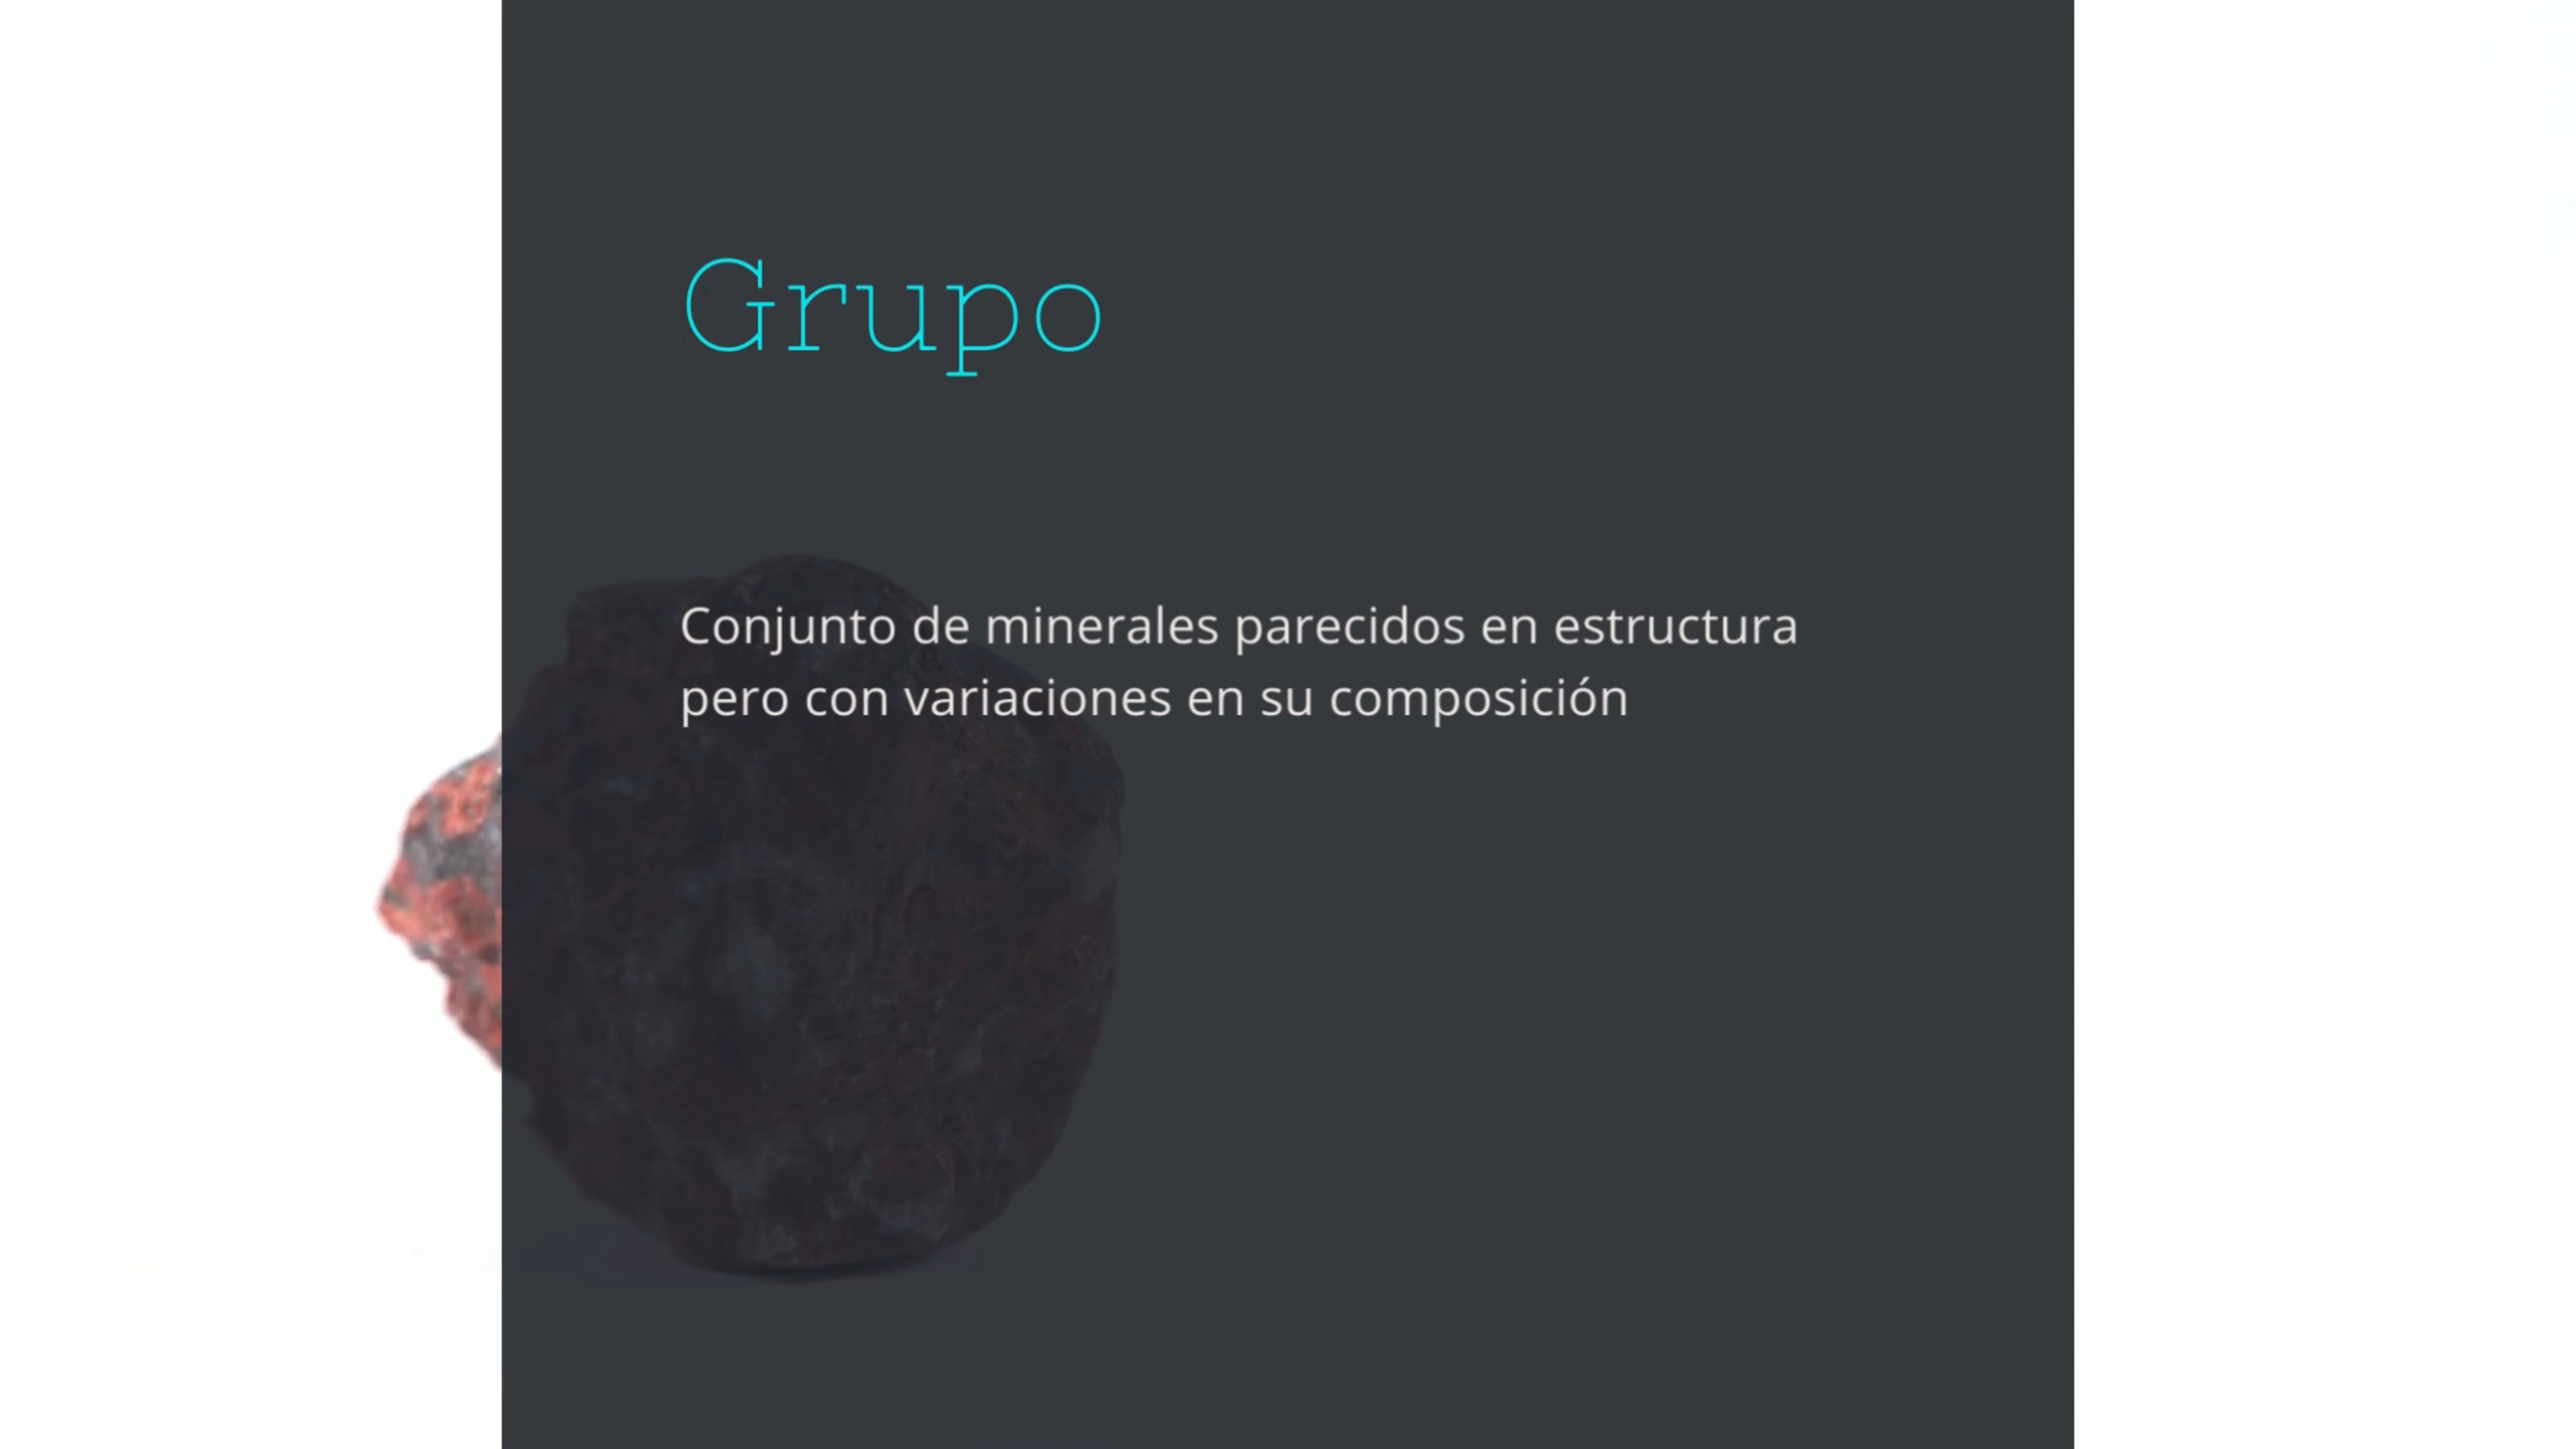 Grupo
Conjunto de minerales parecidos en estructura
pero con variaciones en su composición